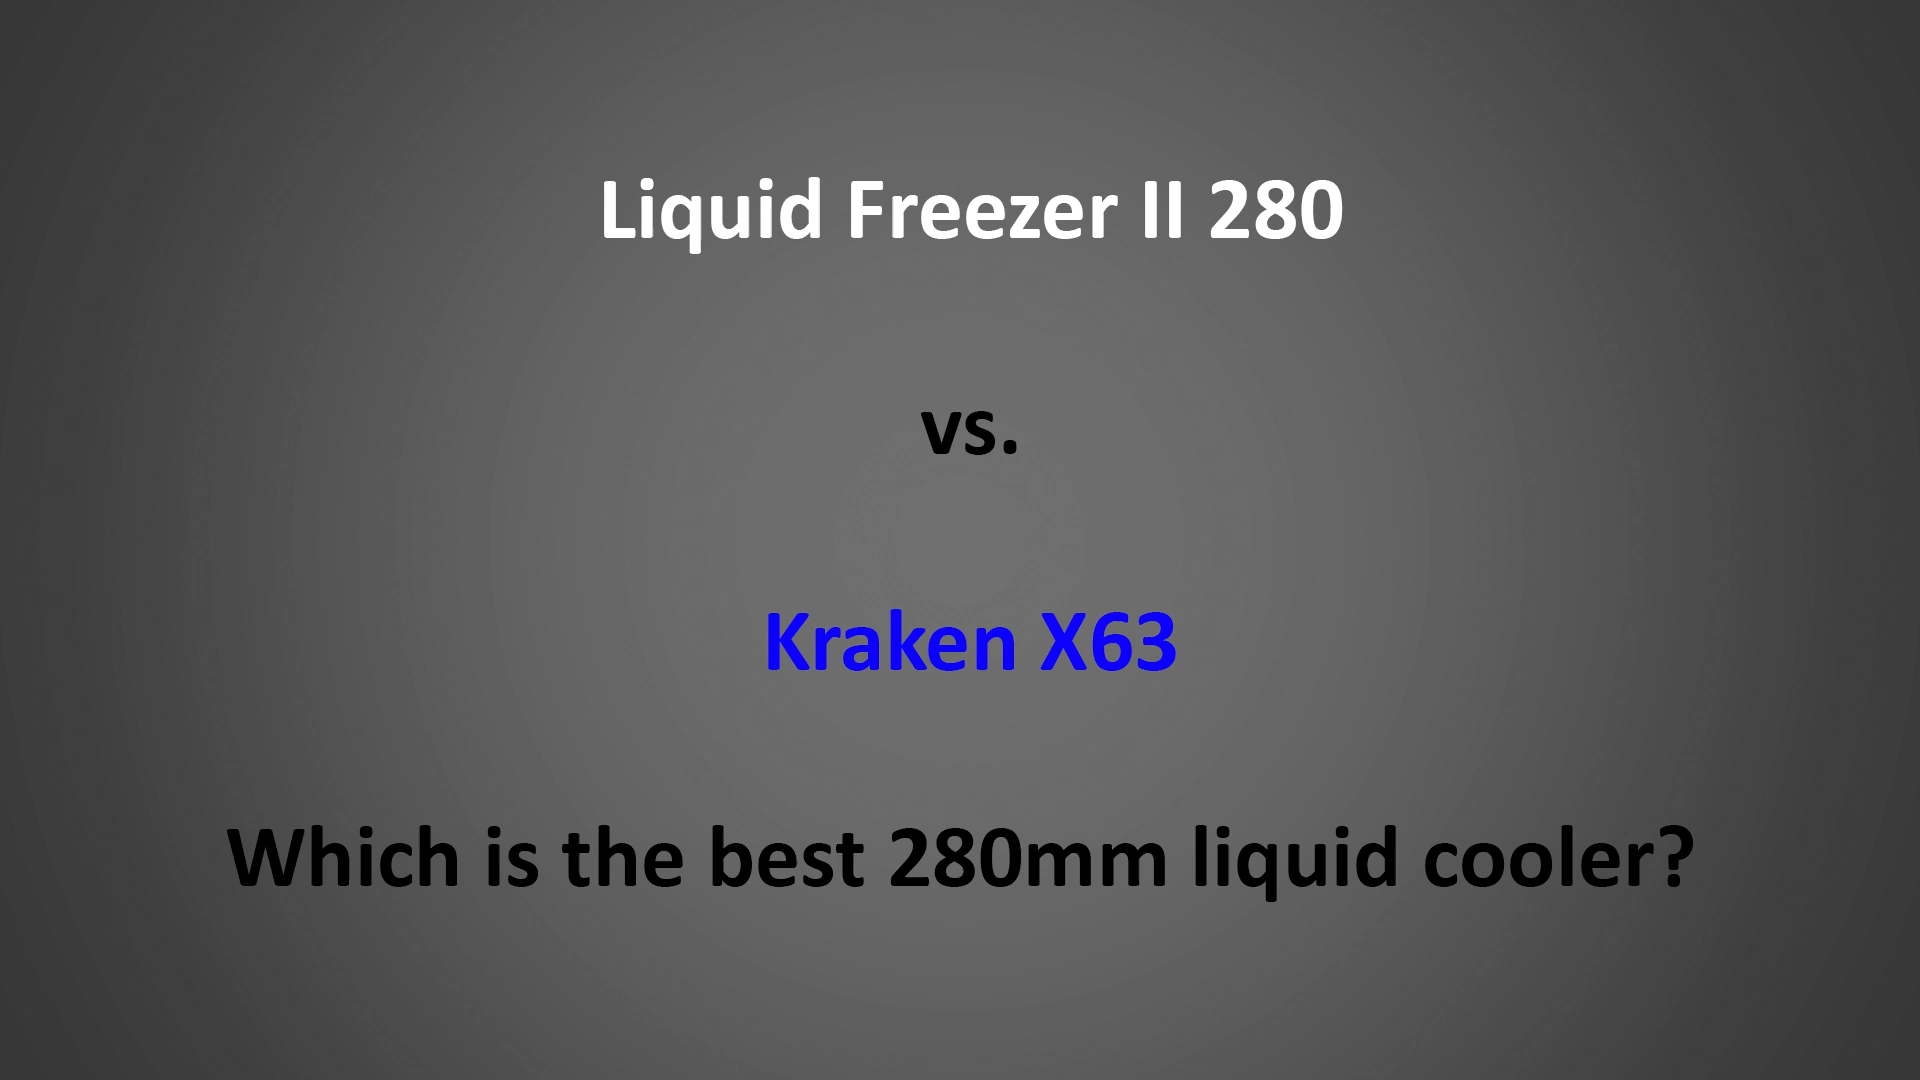 Liquid Freezer II 280
vs.
Kraken X63
Which is the best 280mm liquid cooler?